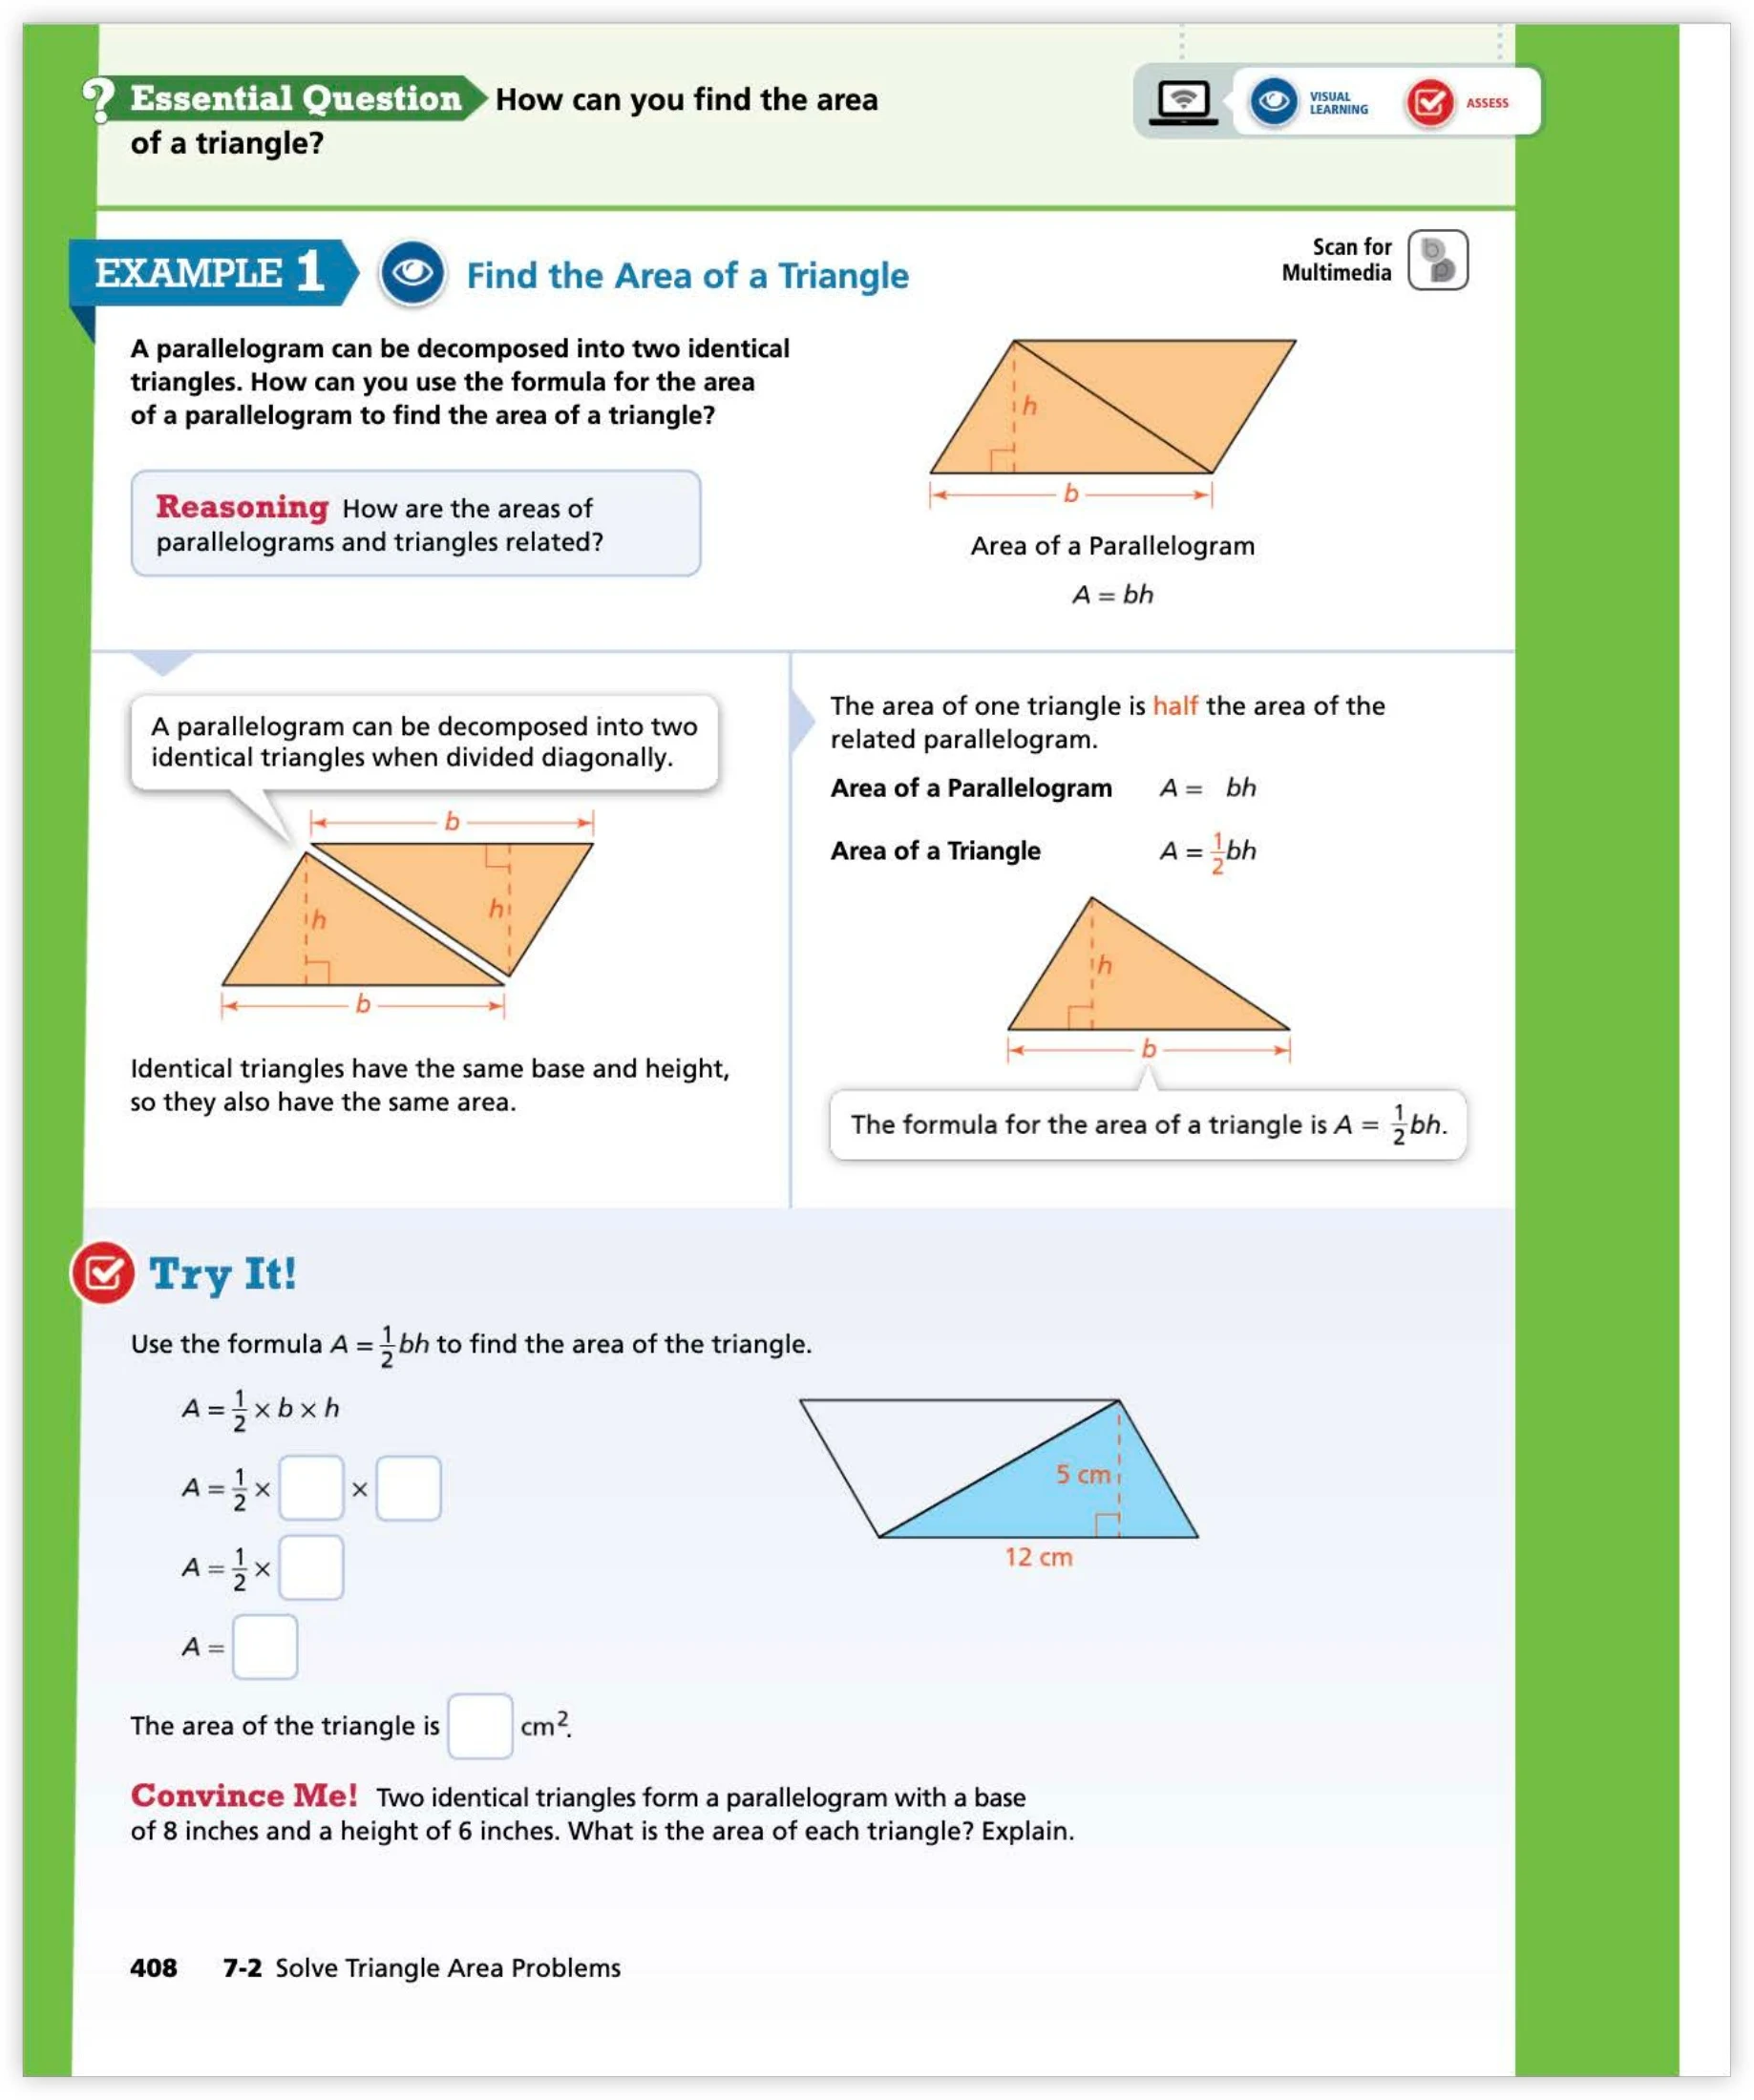 ? Essential Question How can you find the area
of a triangle?
VISUAL
LEARNING
ASSESS
EXAMPLE 1 Find the Area of a Triangle
Scan for
Multimedia
A parallelogram can be decomposed into two identical
triangles. How can you use the formula for the area
of a parallelogram to find the area of a triangle?
Reasoning How are the areas of
parallelograms and triangles related?
h
b
Area of a Parallelogram
A = bh
A parallelogram can be decomposed into two
identical triangles when divided diagonally.
b
h
h
b
Identical triangles have the same base and height,
so they also have the same area.
The area of one triangle is half the area of the
related parallelogram.
Area of a Parallelogram A = bh
Area of a Triangle A = 1/2 bh
h
b
The formula for the area of a triangle is A = 1/2 bh.
Try It!
Use the formula A = 1/2 bh to find the area of the triangle.
A = 1/2 × b × h
A = 1/2 × ×
A = 1/2 ×
A =
5 cm
12 cm
The area of the triangle is cm².
Convince Me! Two identical triangles form a parallelogram with a base
of 8 inches and a height of 6 inches. What is the area of each triangle? Explain.
408 7-2 Solve Triangle Area Problems